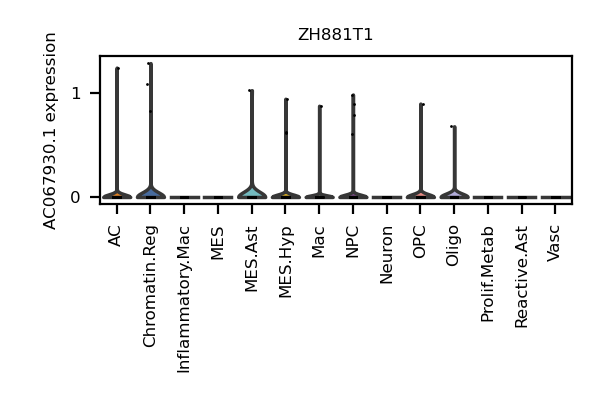 ZH881T1
AC067930.1 expression
1
0
AC
Chromatin.Reg
Inflammatory.Mac
MES
MES.Ast
MES.Hyp
Mac
NPC
Neuron
OPC
Oligo
Prolif.Metab
Reactive.Ast
Vasc